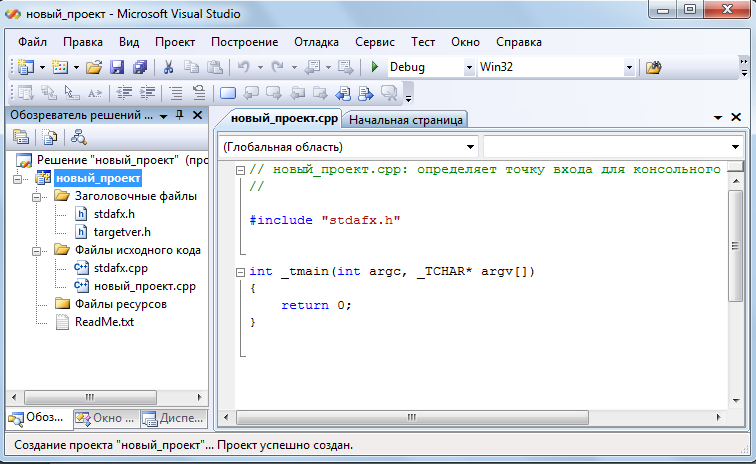 новый_проект - Microsoft Visual Studio
Файл Правка Вид Проект Построение Отладка Сервис Тест Окно Справка
Debug Win32
Обозреватель решений ...
Решение "новый_проект" (про
новый_проект
Заголовочные файлы
stdafx.h
targetver.h
Файлы исходного кода
stdafx.cpp
новый_проект.cpp
Файлы ресурсов
ReadMe.txt
Обоз... Окно ... Диспе...
новый_проект.cpp Начальная страница
(Глобальная область)
// новый_проект.cpp: определяет точку входа для консольного
//
#include "stdafx.h"
int _tmain(int argc, _TCHAR* argv[])
{
return 0;
}
Создание проекта "новый_проект"... Проект успешно создан.